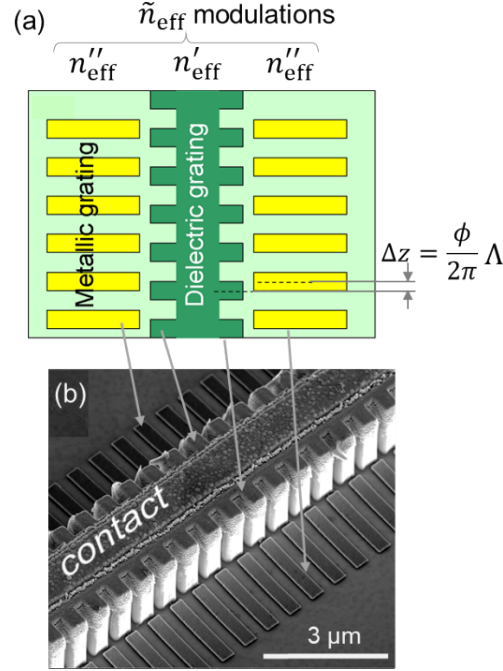 (a)
ñeff modulations
n″eff n′eff n″eff
Metallic grating
Dielectric grating
Δz = ϕ/2π Λ
(b)
contact
3 μm